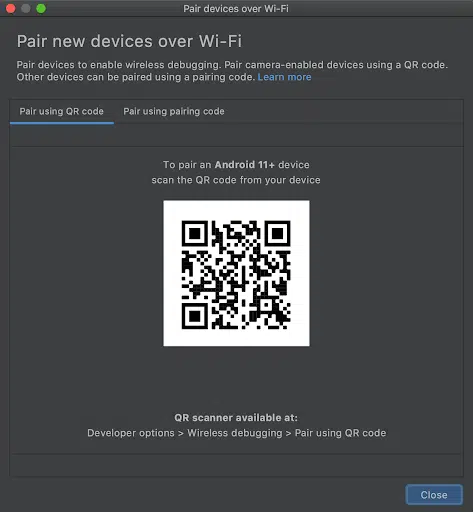 Pair devices over Wi-Fi
Pair new devices over Wi-Fi
Pair devices to enable wireless debugging. Pair camera-enabled devices using a QR code.
Other devices can be paired using a pairing code. Learn more
Pair using QR code Pair using pairing code
To pair an Android 11+ device
scan the QR code from your device
QR scanner available at:
Developer options > Wireless debugging > Pair using QR code
Close